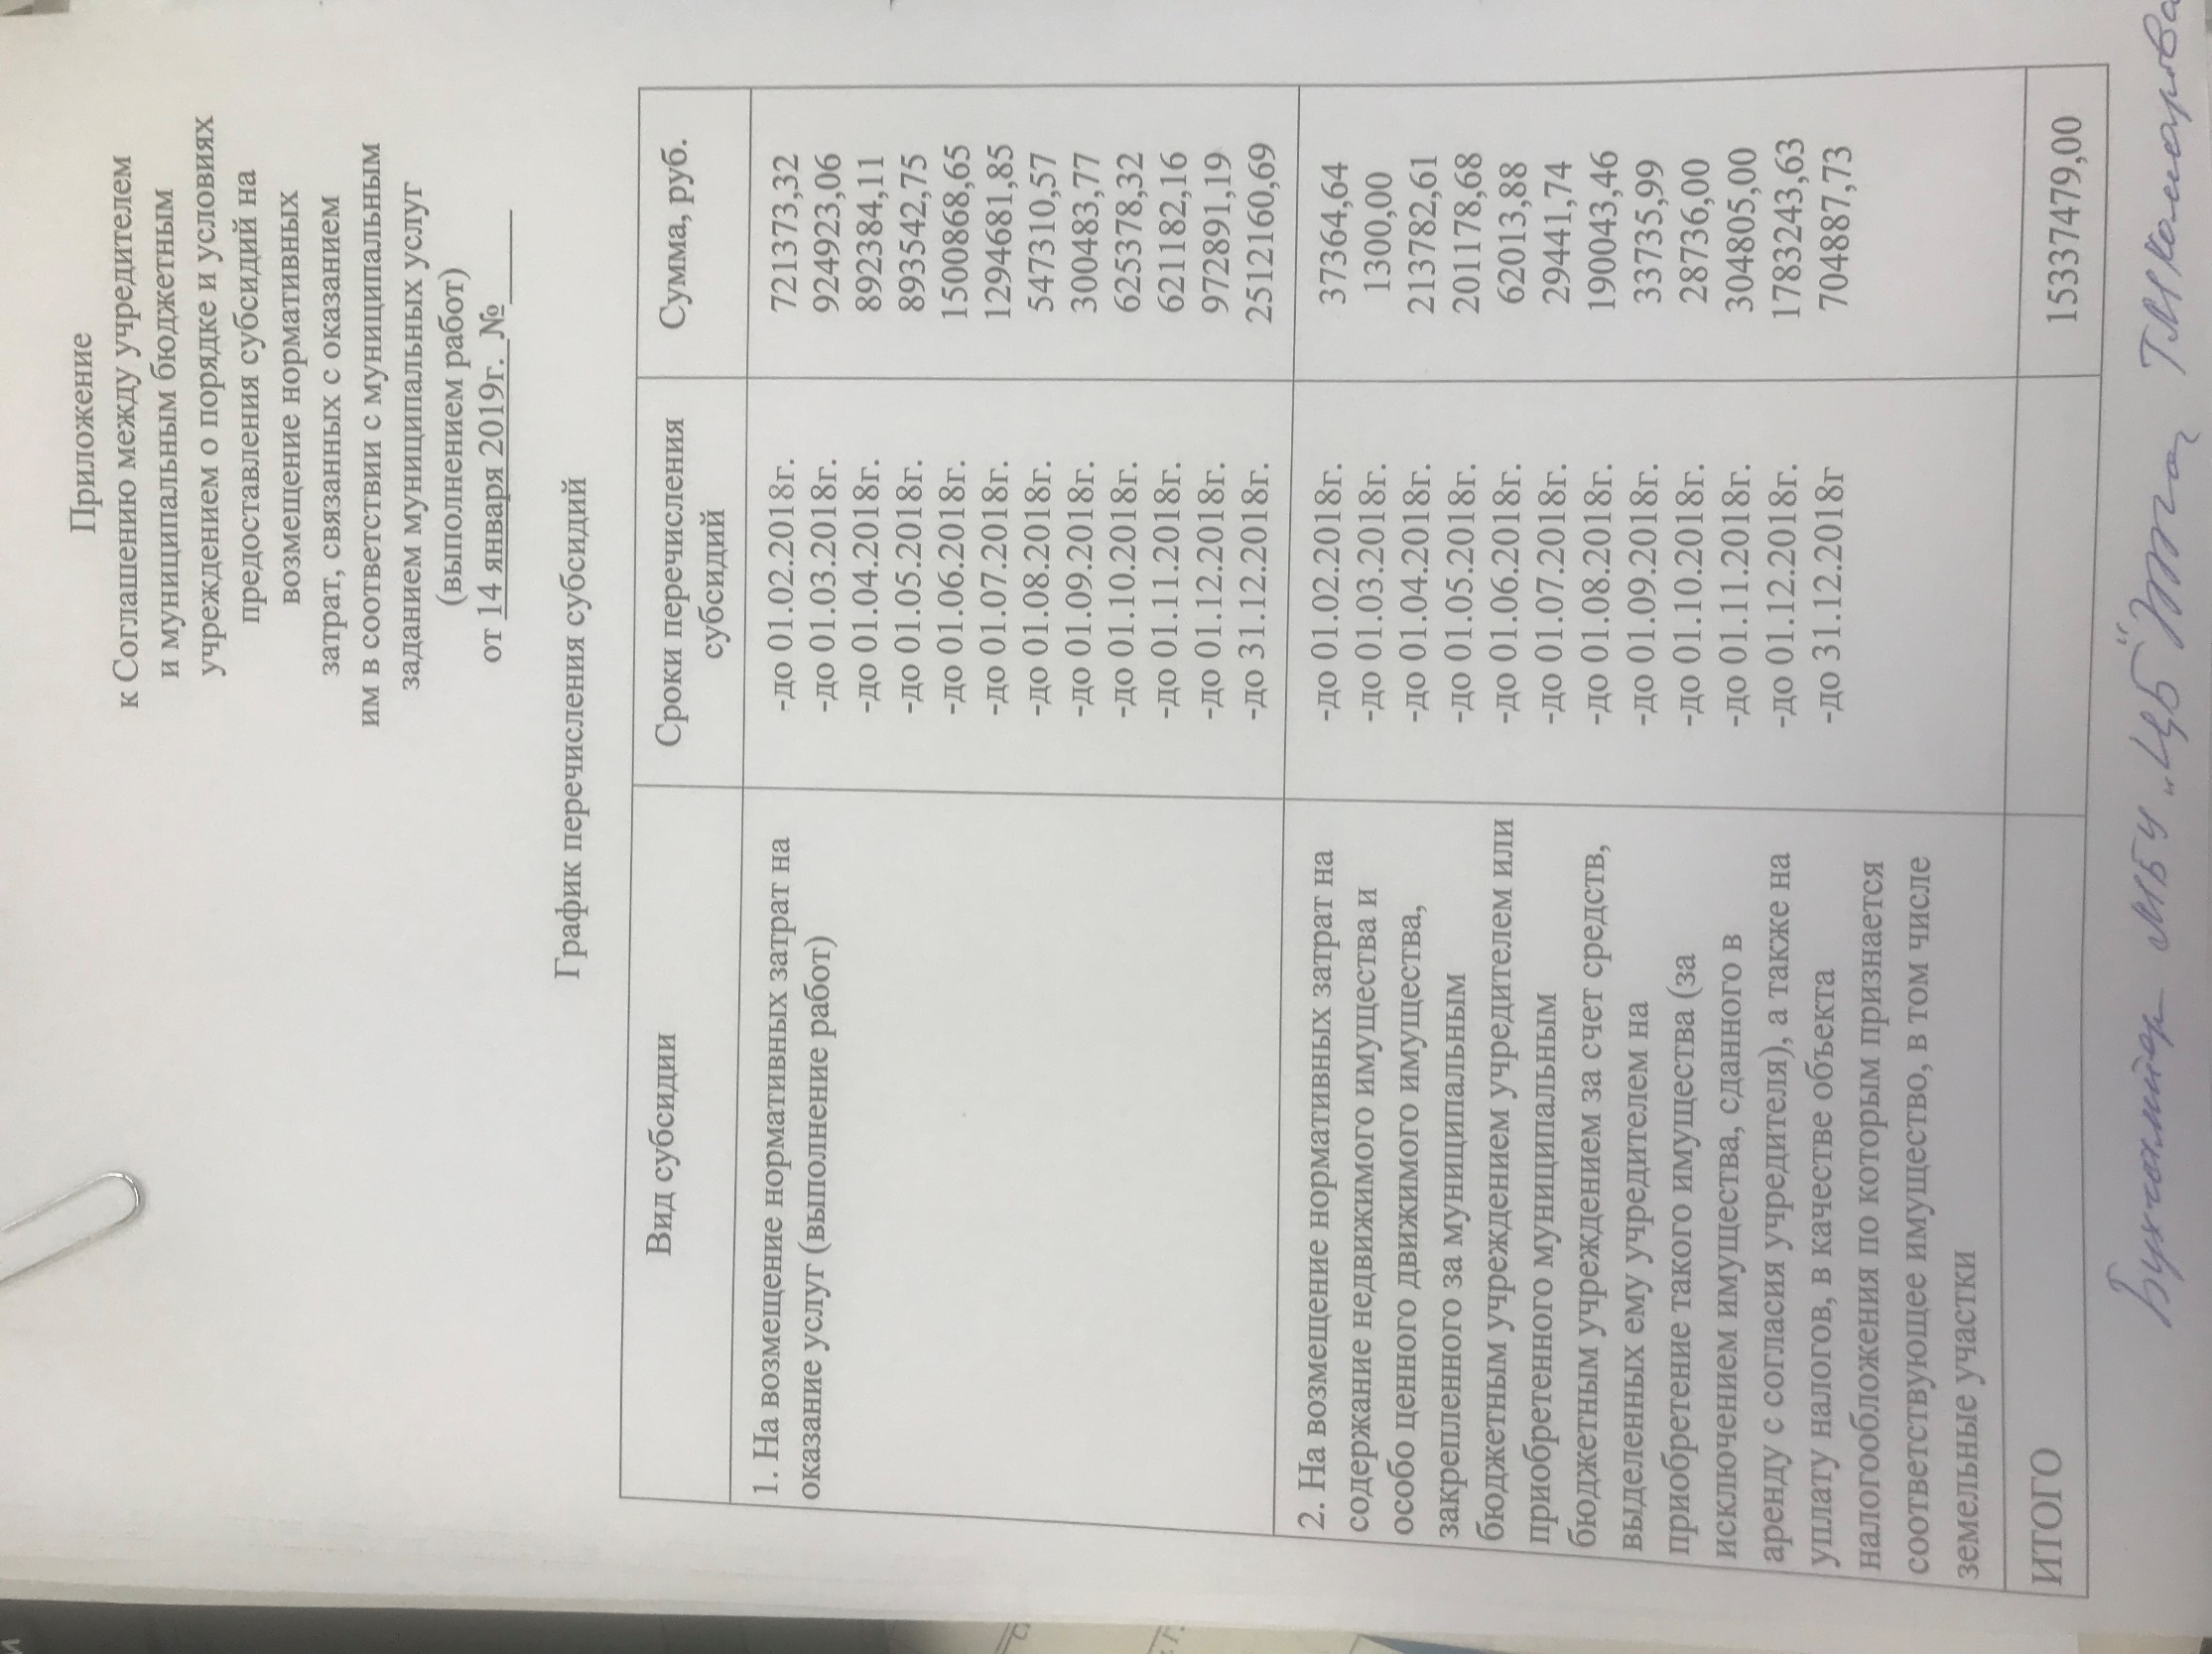 Приложение
к Соглашению между учредителем
и муниципальным бюджетным
учреждением о порядке и условиях
предоставления субсидий на
возмещение нормативных
затрат, связанных с оказанием
им в соответствии с муниципальным
заданием муниципальных услуг
(выполнением работ)
от 14 января 2019г. №
График перечисления субсидий
Вид субсидии
Сроки перечисления
субсидий
Сумма, руб.
1. На возмещение нормативных затрат на
оказание услуг (выполнение работ)
-до 01.02.2018г. 721373,32
-до 01.03.2018г. 924923,06
-до 01.04.2018г. 892384,11
-до 01.05.2018г. 893542,75
-до 01.06.2018г. 1500868,65
-до 01.07.2018г. 1294681,85
-до 01.08.2018г. 547310,57
-до 01.09.2018г. 300483,77
-до 01.10.2018г. 625378,32
-до 01.11.2018г. 621182,16
-до 01.12.2018г. 972891,19
-до 31.12.2018г. 2512160,69
2. На возмещение нормативных затрат на
содержание недвижимого имущества и
особо ценного движимого имущества,
закрепленного за муниципальным
бюджетным учреждением учредителем или
приобретенного муниципальным
бюджетным учреждением за счет средств,
выделенных ему учредителем на
приобретение такого имущества (за
исключением имущества, сданного в
аренду с согласия учредителя), а также на
уплату налогов, в качестве объекта
налогообложения по которым признается
соответствующее имущество, в том числе
земельные участки
-до 01.02.2018г. 37364,64
-до 01.03.2018г. 1300,00
-до 01.04.2018г. 213782,61
-до 01.05.2018г. 201178,68
-до 01.06.2018г. 62013,88
-до 01.07.2018г. 29441,74
-до 01.08.2018г. 190043,46
-до 01.09.2018г. 33735,99
-до 01.10.2018г. 28736,00
-до 01.11.2018г. 304805,00
-до 01.12.2018г. 1783243,63
-до 31.12.2018г 704887,73
ИТОГО 15337479,00
Бухгалтер МБУ „ЦБ"